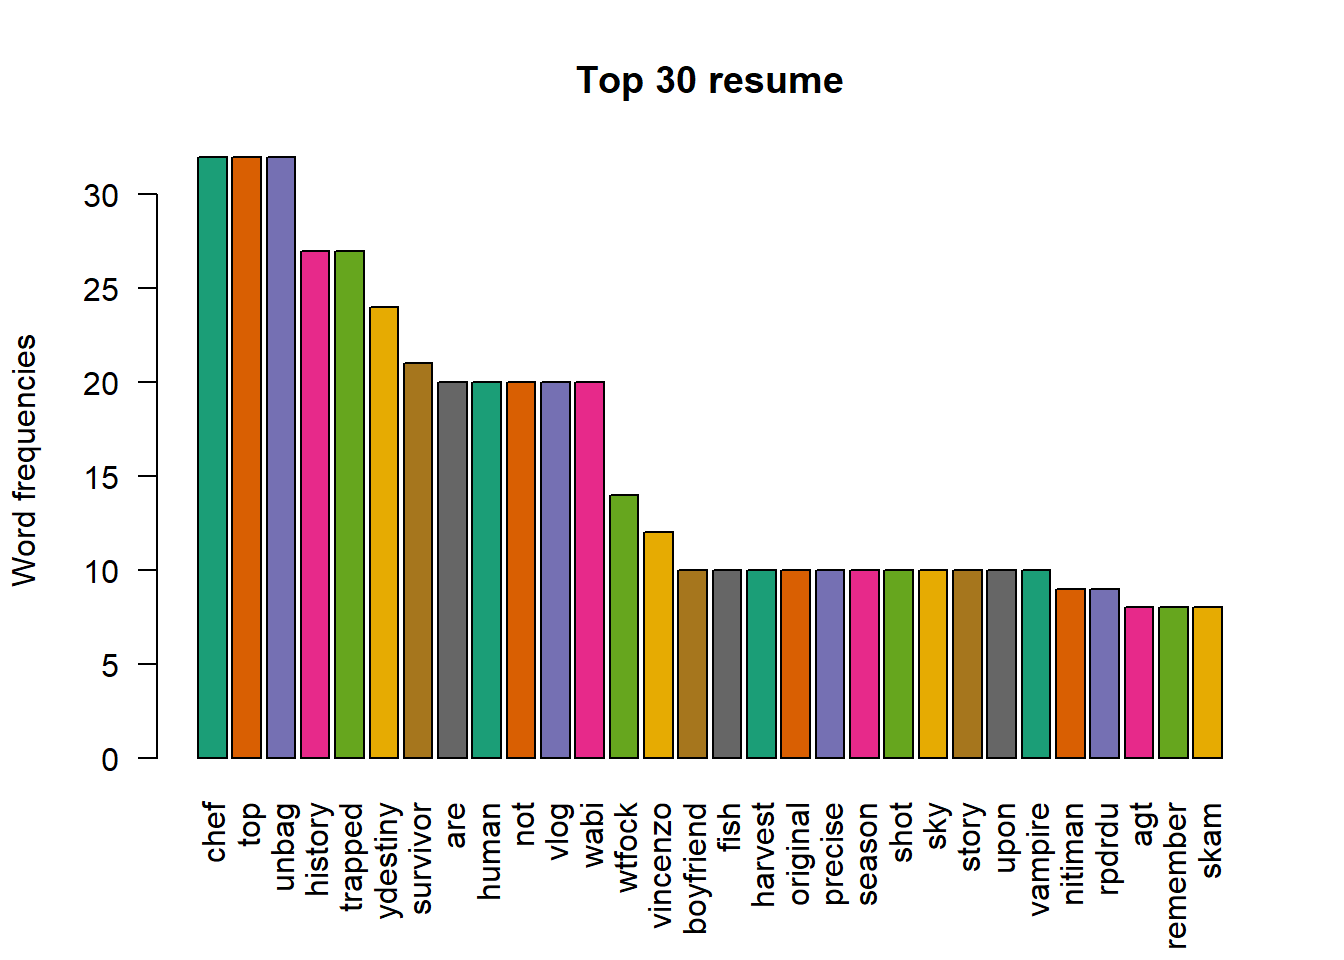 Top 30 resume
Word frequencies
30
25
20
15
10
5
0
chef
top
unbag
history
trapped
ydestiny
survivor
are
human
not
vlog
wabi
wtfock
vincenzo
boyfriend
fish
harvest
original
precise
season
shot
sky
story
upon
vampire
nitiman
rpdrdu
agt
remember
skam